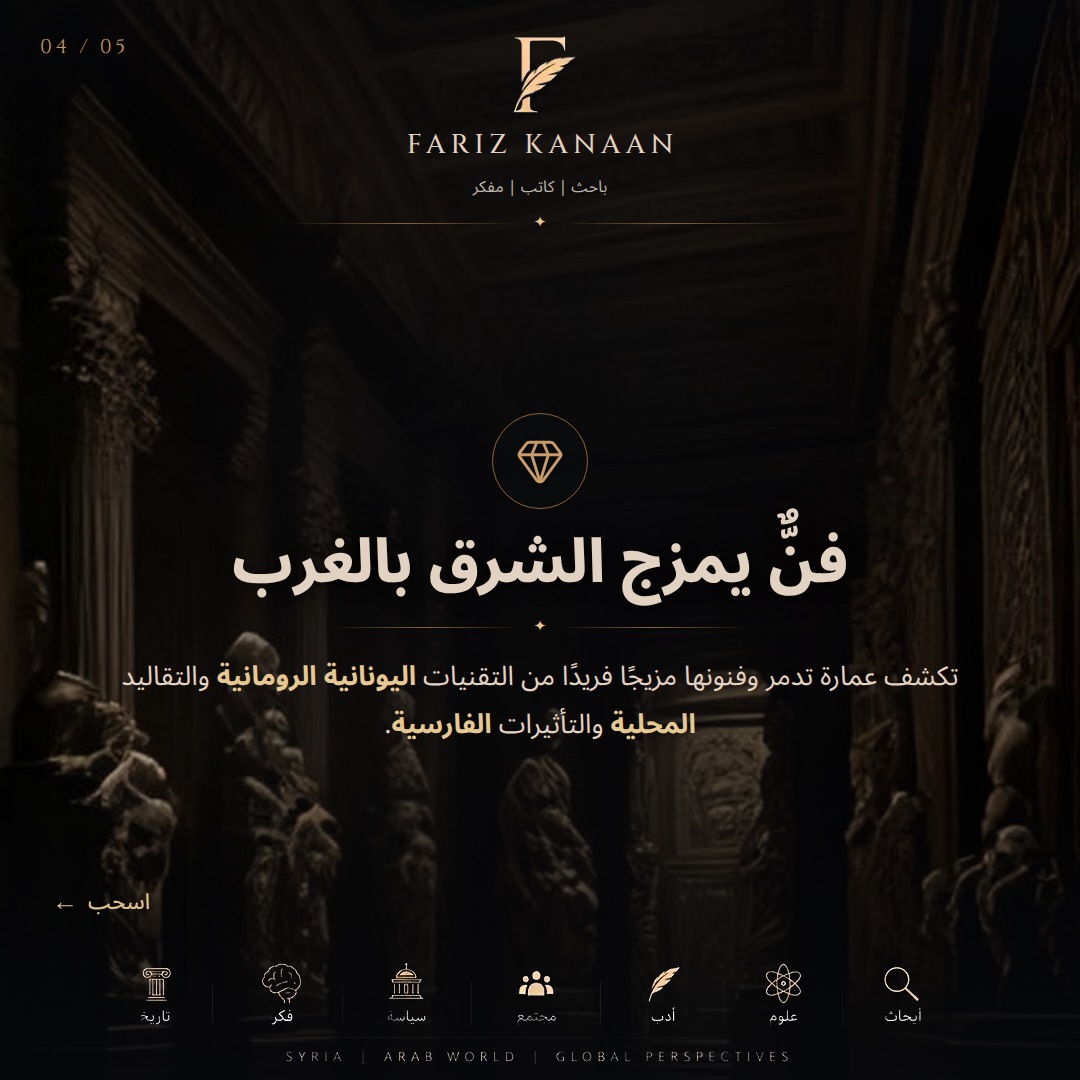 04 / 05
FARIZ KANAAN
باحث | كاتب | مفكر
فنٌّ يمزج الشرق بالغرب
تكشف عمارة تدمر وفنونها مزيجًا فريدًا من التقنيات اليونانية الرومانية والتقاليد
المحلية والتأثيرات الفارسية.
اسحب ←
أبحاث
علوم
أدب
مجتمع
سياسة
فكر
تاريخ
SYRIA | ARAB WORLD | GLOBAL PERSPECTIVES